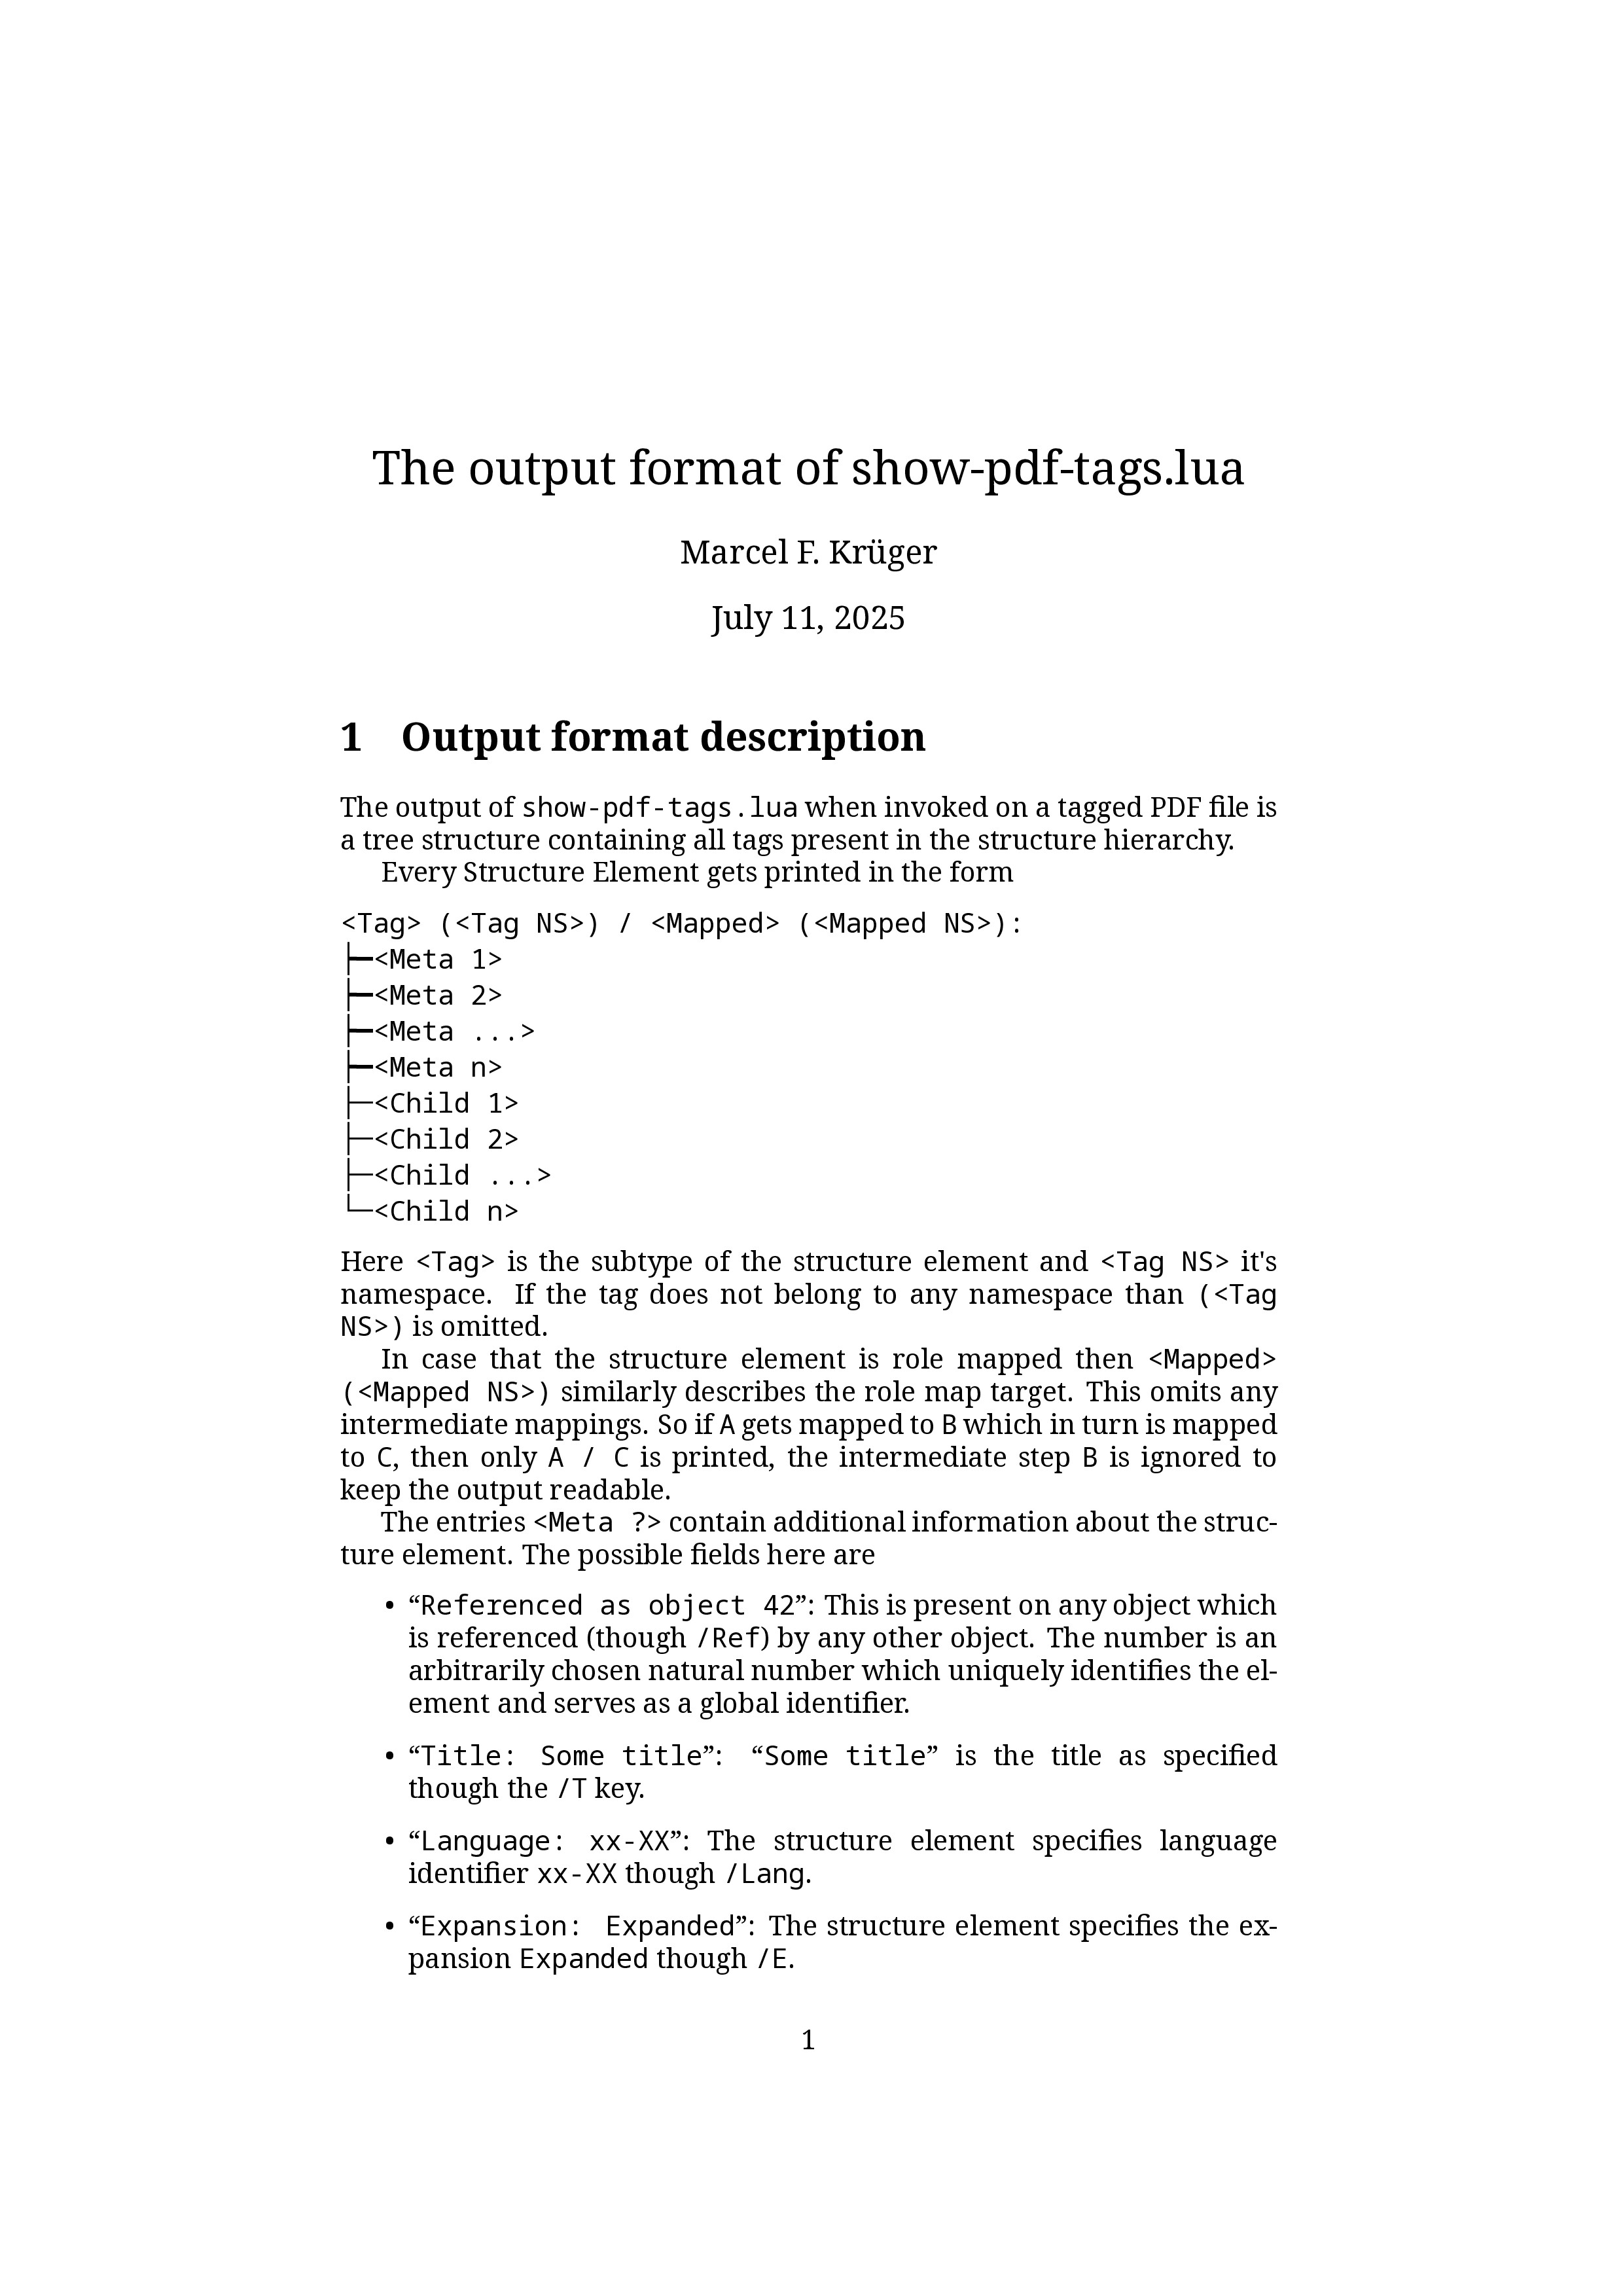 The output format of show-pdf-tags.lua
Marcel F. Krüger
July 11, 2025
1 Output format description
The output of show-pdf-tags.lua when invoked on a tagged PDF file is
a tree structure containing all tags present in the structure hierarchy.
Every Structure Element gets printed in the form
<Tag> (<Tag NS>) / <Mapped> (<Mapped NS>):
┝━<Meta 1>
┝━<Meta 2>
┝━<Meta ...>
┝━<Meta n>
├─<Child 1>
├─<Child 2>
├─<Child ...>
└─<Child n>
Here <Tag> is the subtype of the structure element and <Tag NS> it's
namespace. If the tag does not belong to any namespace than (<Tag
NS>) is omitted.
In case that the structure element is role mapped then <Mapped>
(<Mapped NS>) similarly describes the role map target. This omits any
intermediate mappings. So if A gets mapped to B which in turn is mapped
to C, then only A / C is printed, the intermediate step B is ignored to
keep the output readable.
The entries <Meta ?> contain additional information about the struc-
ture element. The possible fields here are
• “Referenced as object 42”: This is present on any object which
is referenced (though /Ref) by any other object. The number is an
arbitrarily chosen natural number which uniquely identifies the el-
ement and serves as a global identifier.
• “Title: Some title”: “Some title” is the title as specified
though the /T key.
• “Language: xx-XX”: The structure element specifies language
identifier xx-XX though /Lang.
• “Expansion: Expanded”: The structure element specifies the ex-
pansion Expanded though /E.
1